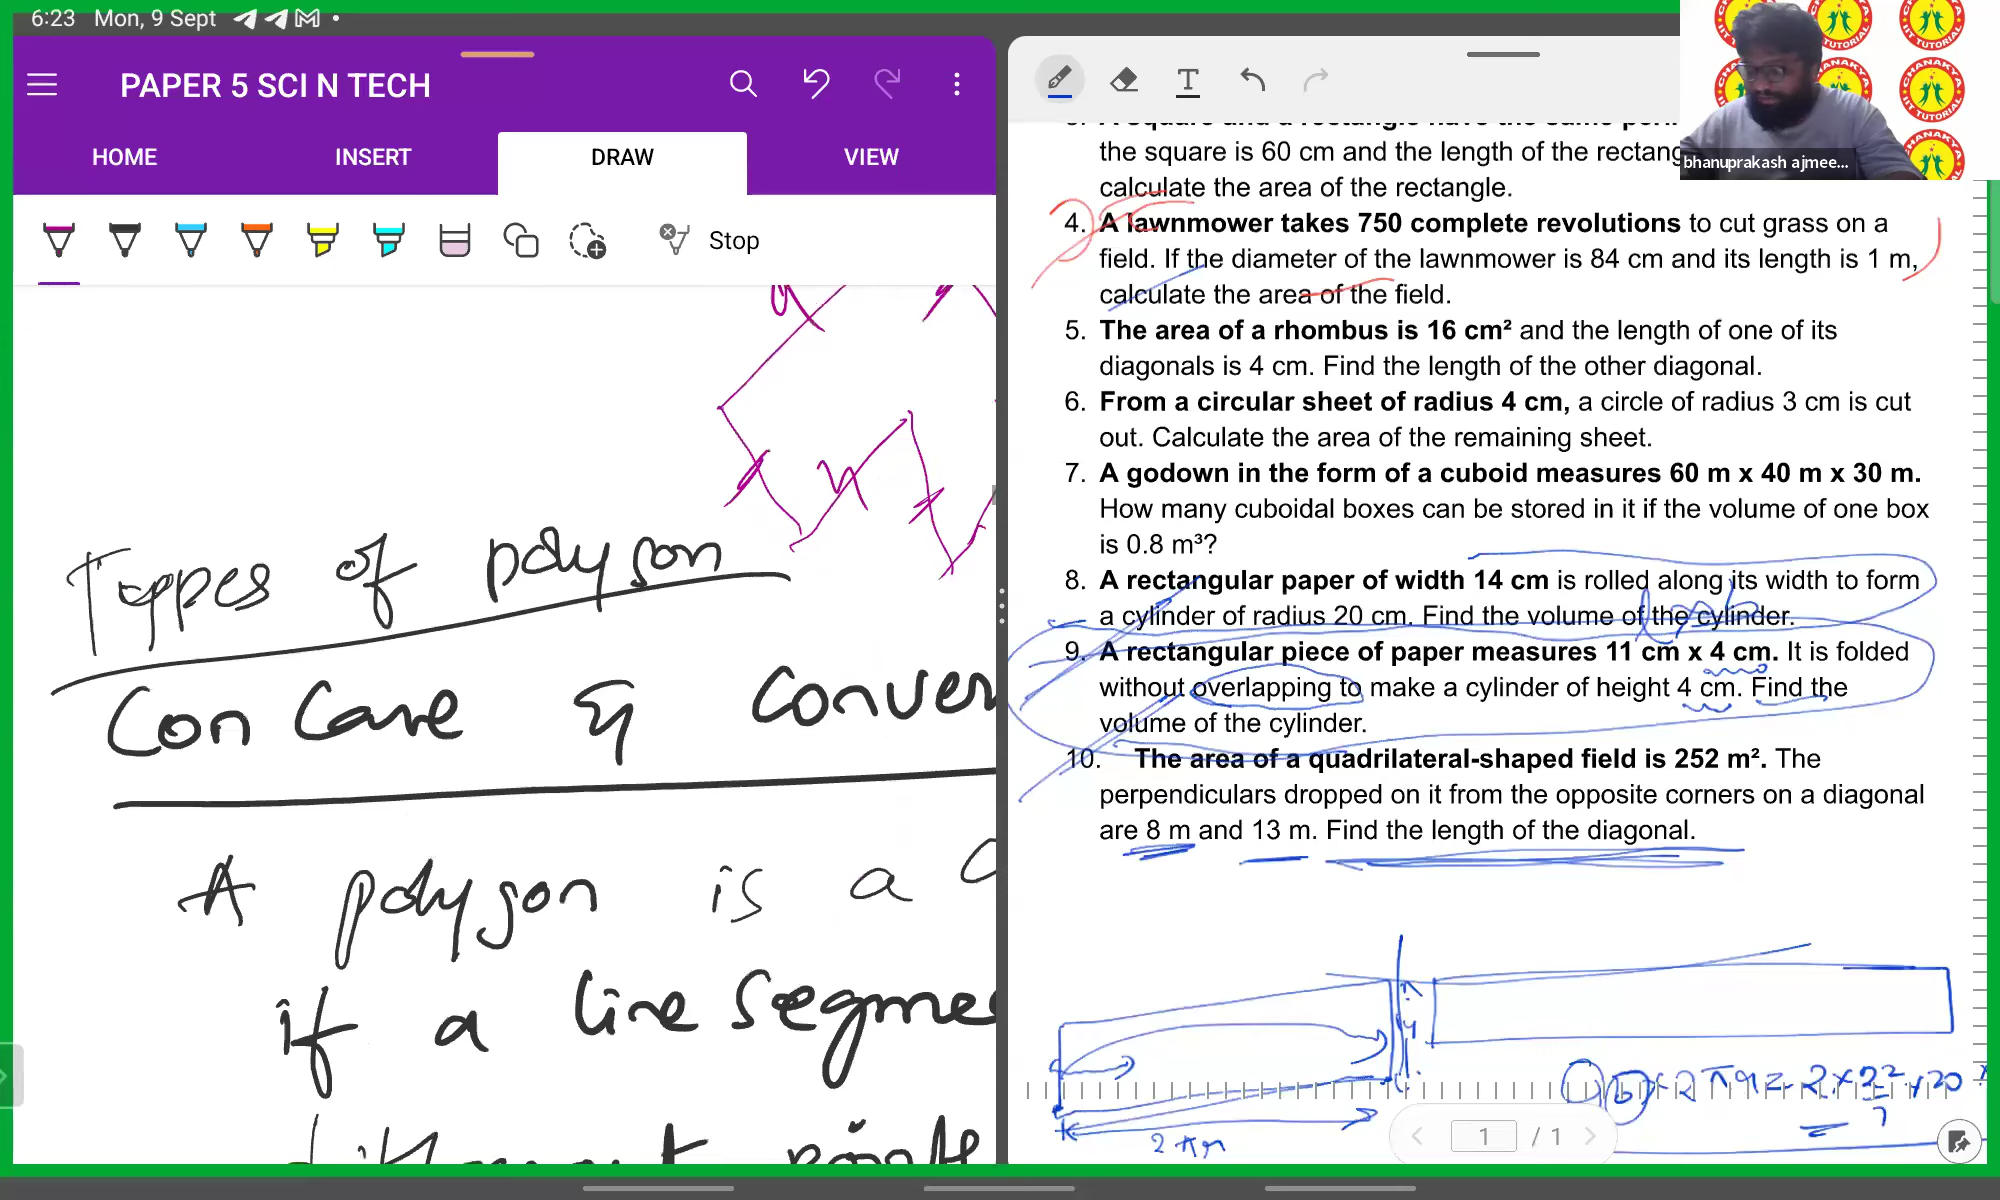 6:23 Mon, 9 Sept
PAPER 5 SCI N TECH
HOME INSERT DRAW VIEW
Stop
Types of polygon
Concave & conver
A polygon is a
if a line segme
the square is 60 cm and the length of the rectang
calculate the area of the rectangle.
4. A lawnmower takes 750 complete revolutions to cut grass on a
field. If the diameter of the lawnmower is 84 cm and its length is 1 m,
calculate the area of the field.
5. The area of a rhombus is 16 cm² and the length of one of its
diagonals is 4 cm. Find the length of the other diagonal.
6. From a circular sheet of radius 4 cm, a circle of radius 3 cm is cut
out. Calculate the area of the remaining sheet.
7. A godown in the form of a cuboid measures 60 m x 40 m x 30 m.
How many cuboidal boxes can be stored in it if the volume of one box
is 0.8 m³?
8. A rectangular paper of width 14 cm is rolled along its width to form
a cylinder of radius 20 cm. Find the volume of the cylinder.
9. A rectangular piece of paper measures 11 cm x 4 cm. It is folded
without overlapping to make a cylinder of height 4 cm. Find the
volume of the cylinder.
10. The area of a quadrilateral-shaped field is 252 m². The
perpendiculars dropped on it from the opposite corners on a diagonal
are 8 m and 13 m. Find the length of the diagonal.
2πr = 2 x 22/7 x 20
2πr
1 / 1
bhanuprakash ajmee...
CHANAKYA
IIT TUTORIAL